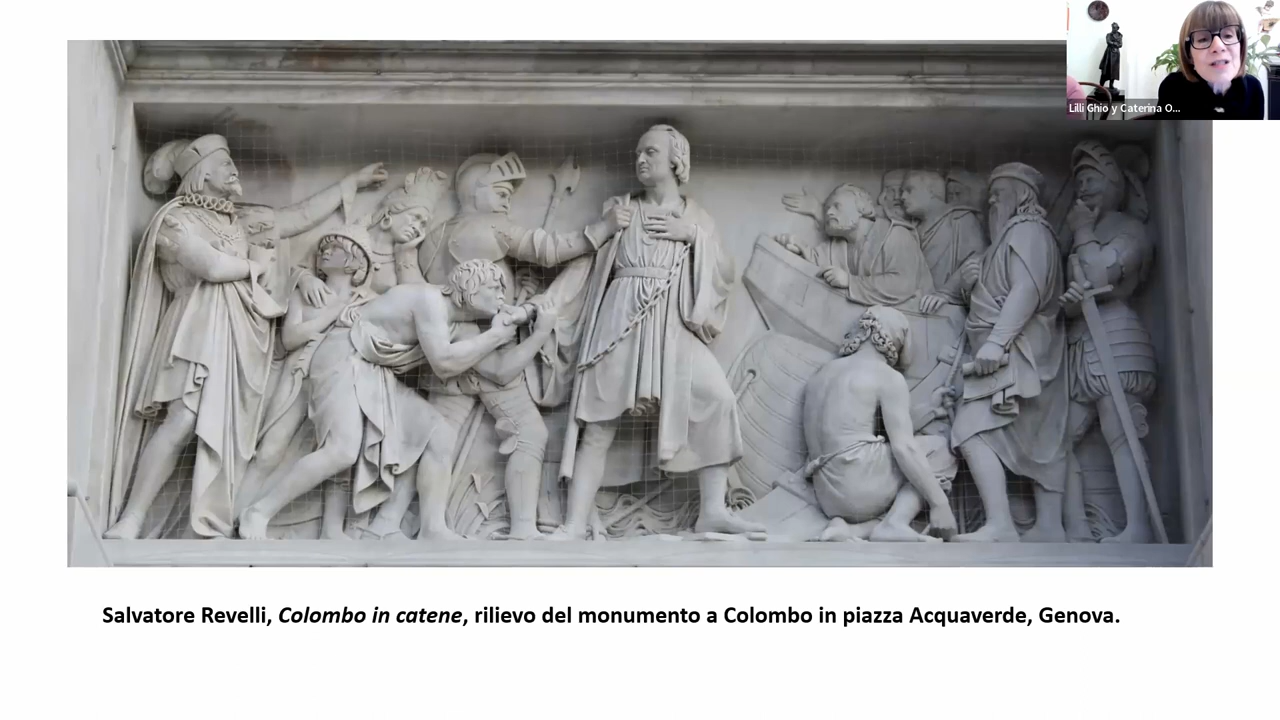 Lilli Ghio y Caterina O...
Salvatore Revelli, Colombo in catene, rilievo del monumento a Colombo in piazza Acquaverde, Genova.